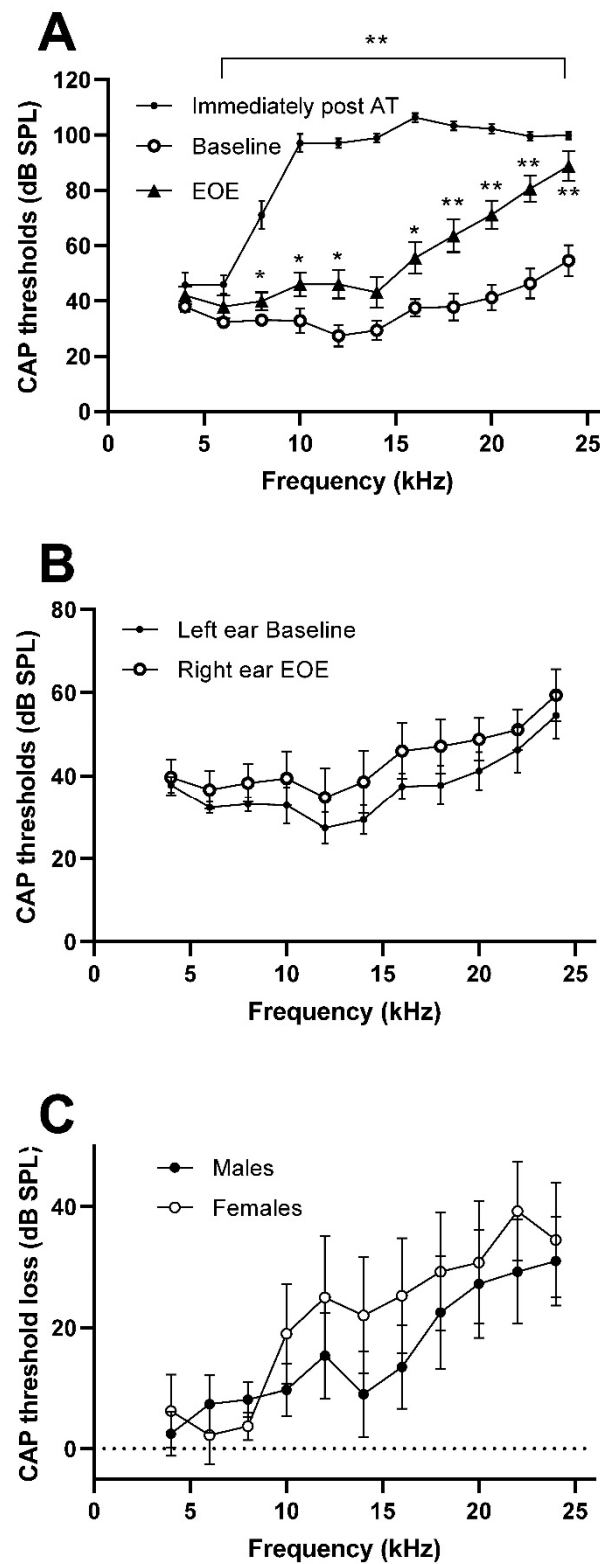 A
**
120
100
80
60
40
20
0
CAP thresholds (dB SPL)
Immediately post AT
Baseline
EOE
* * * * ** ** ** **
0 5 10 15 20 25
Frequency (kHz)
B
80
60
40
20
0
CAP thresholds (dB SPL)
Left ear Baseline
Right ear EOE
0 5 10 15 20 25
Frequency (kHz)
C
40
20
0
CAP threshold loss (dB SPL)
Males
Females
0 5 10 15 20 25
Frequency (kHz)